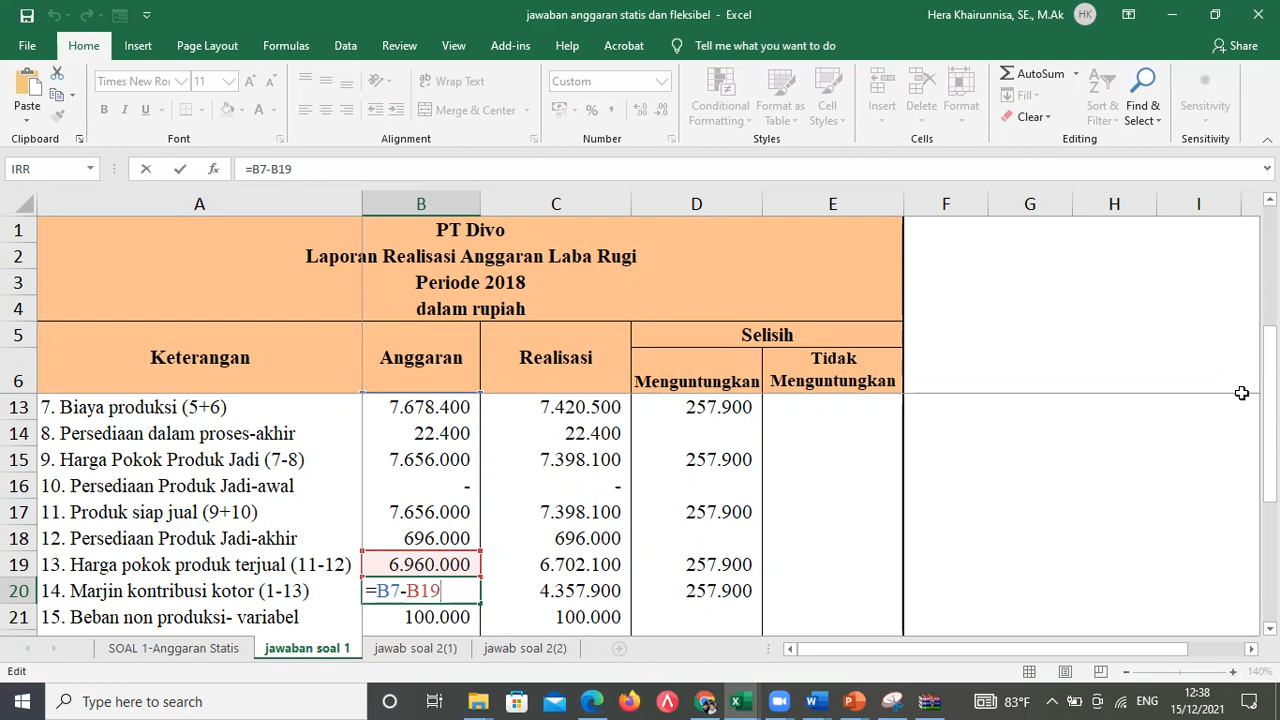 jawaban anggaran statis dan fleksibel - Excel
Hera Khairunnisa, SE., M.Ak HK
File Home Insert Page Layout Formulas Data Review View Add-ins Help Acrobat Tell me what you want to do Share
Paste
Times New Ror 11
B I U A
Wrap Text
Merge & Center
Custom
%
Conditional Formatting
Format as Table
Cell Styles
Insert Delete Format
AutoSum
Fill
Clear
Sort & Filter
Find & Select
Sensitivity
Clipboard Font Alignment Number Styles Cells Editing Sensitivity
IRR fx =B7-B19
A B C D E F G H I
1 PT Divo
2 Laporan Realisasi Anggaran Laba Rugi
3 Periode 2018
4 dalam rupiah
5 Keterangan Anggaran Realisasi Selisih
6 Menguntungkan Tidak Menguntungkan
13 7. Biaya produksi (5+6) 7.678.400 7.420.500 257.900
14 8. Persediaan dalam proses-akhir 22.400 22.400
15 9. Harga Pokok Produk Jadi (7-8) 7.656.000 7.398.100 257.900
16 10. Persediaan Produk Jadi-awal - -
17 11. Produk siap jual (9+10) 7.656.000 7.398.100 257.900
18 12. Persediaan Produk Jadi-akhir 696.000 696.000
19 13. Harga pokok produk terjual (11-12) 6.960.000 6.702.100 257.900
20 14. Marjin kontribusi kotor (1-13) =B7-B19 4.357.900 257.900
21 15. Beban non produksi- variabel 100.000 100.000
SOAL 1-Anggaran Statis jawaban soal 1 jawab soal 2(1) jawab soal 2(2)
Edit 140%
Type here to search 83°F ENG 12:38
15/12/2021